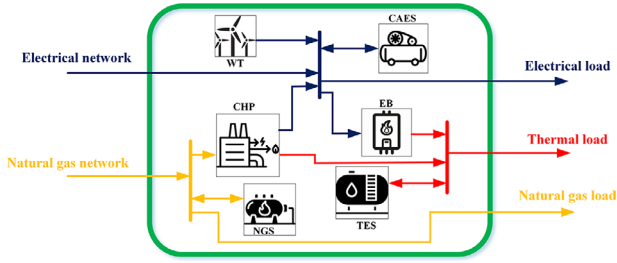 CAES
WT
Electrical network
Electrical load
CHP
EB
Thermal load
Natural gas network
Natural gas load
NGS
TES